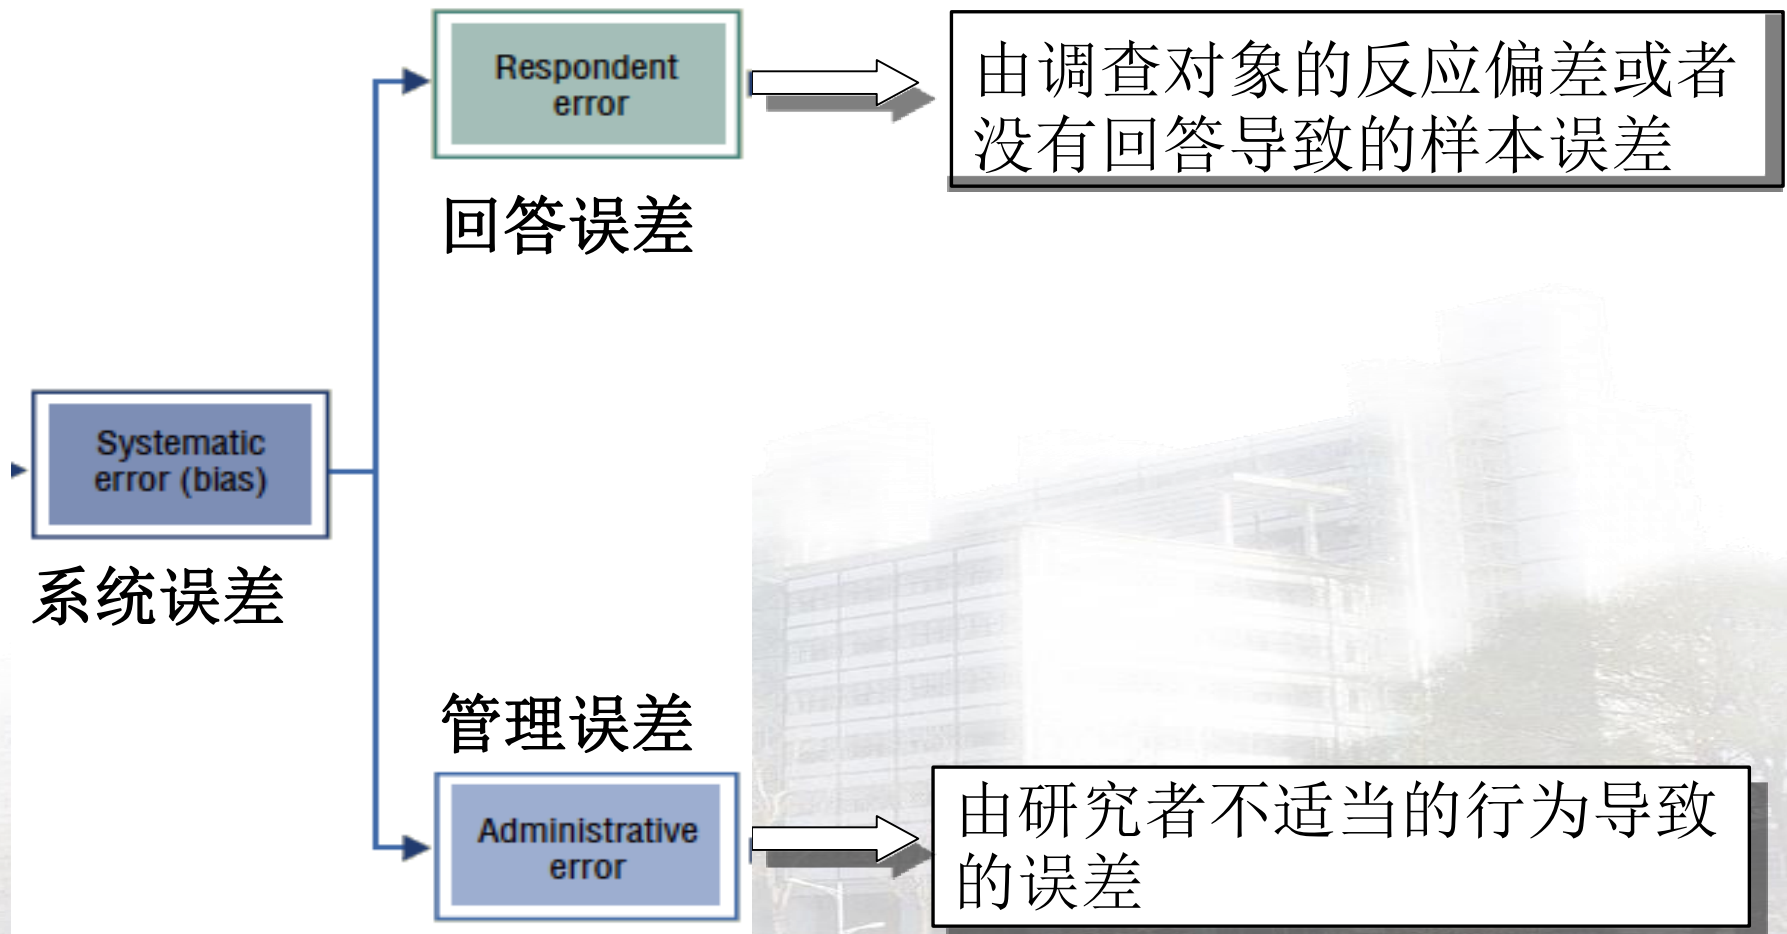 Respondent
error
由调查对象的反应偏差或者
没有回答导致的样本误差
回答误差
Systematic
error (bias)
系统误差
管理误差
Administrative
error
由研究者不适当的行为导致
的误差